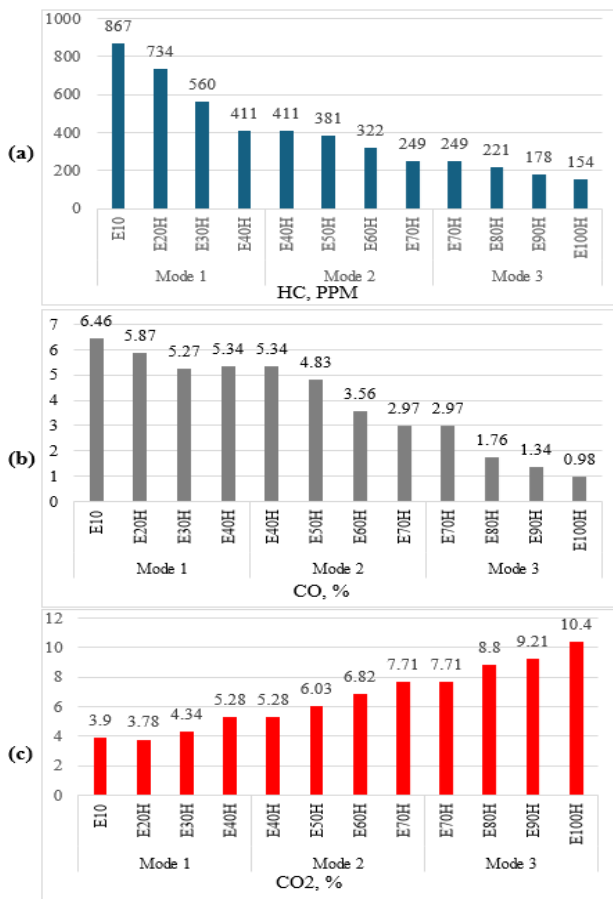 (a)
1000
800
600
400
200
0
867
734
560
411
411
381
322
249
249
221
178
154
E10
E20H
E30H
E40H
E40H
E50H
E60H
E70H
E70H
E80H
E90H
E100H
Mode 1
Mode 2
Mode 3
HC, PPM
(b)
7
6
5
4
3
2
1
0
6.46
5.87
5.27
5.34
5.34
4.83
3.56
2.97
2.97
1.76
1.34
0.98
E10
E20H
E30H
E40H
E40H
E50H
E60H
E70H
E70H
E80H
E90H
E100H
Mode 1
Mode 2
Mode 3
CO, %
(c)
12
10
8
6
4
2
0
3.9
3.78
4.34
5.28
5.28
6.03
6.82
7.71
7.71
8.8
9.21
10.4
E10
E20H
E30H
E40H
E40H
E50H
E60H
E70H
E70H
E80H
E90H
E100H
Mode 1
Mode 2
Mode 3
CO2, %